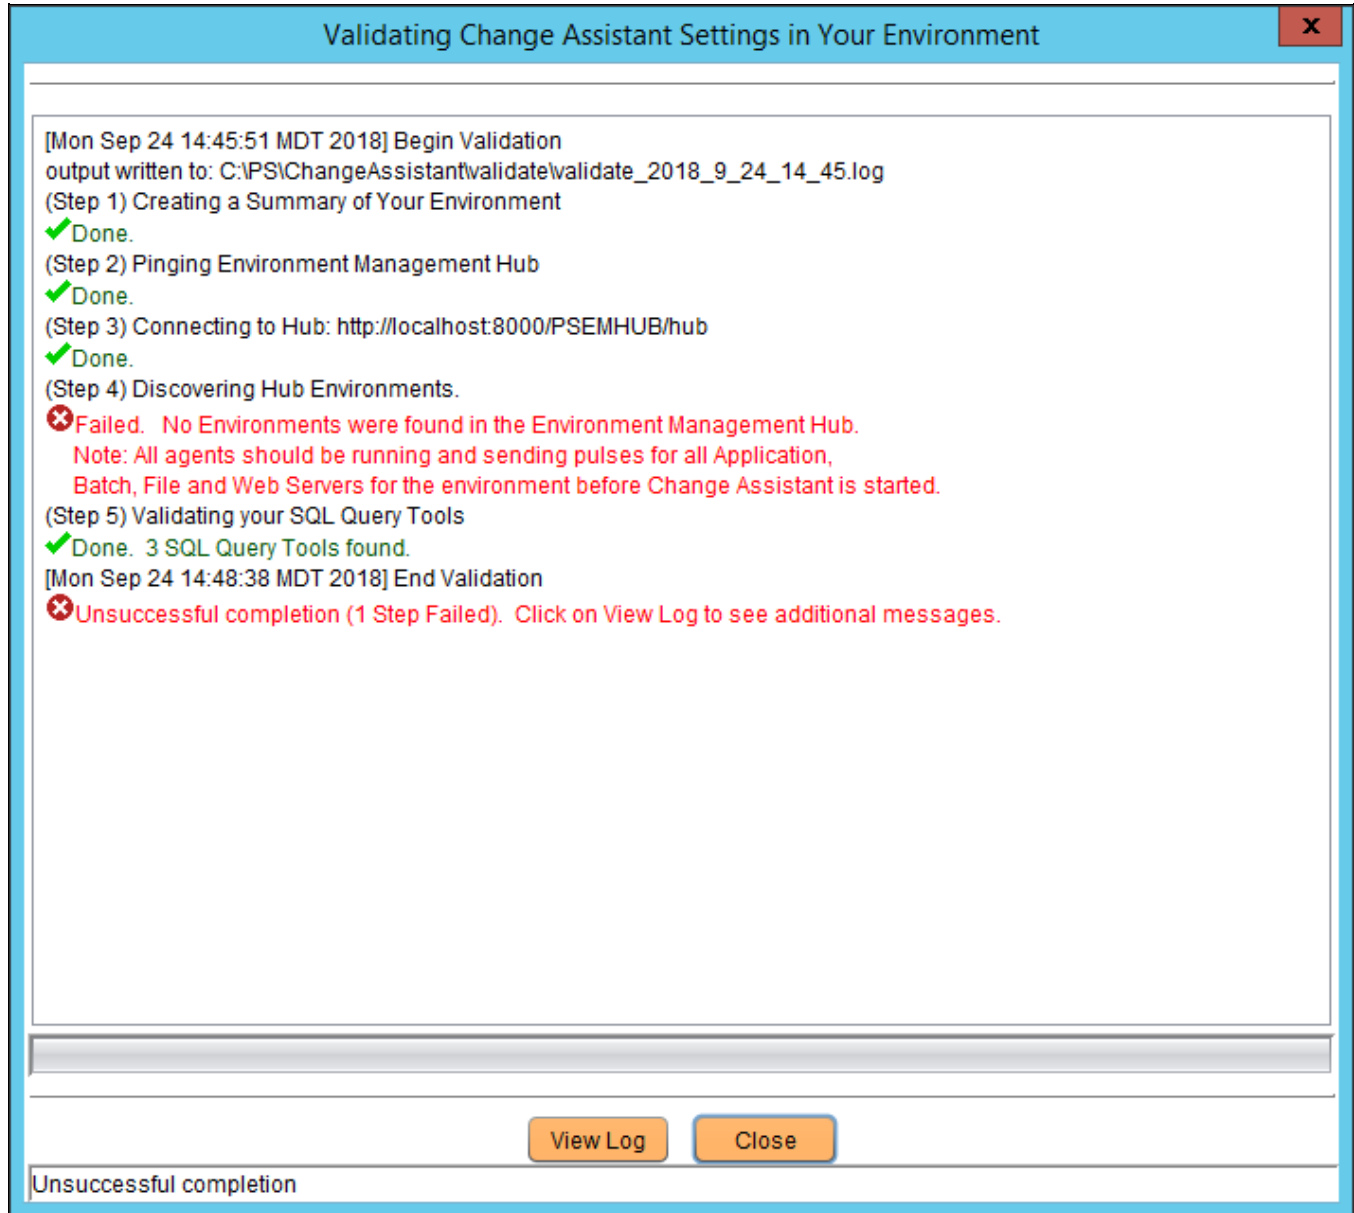 Validating Change Assistant Settings in Your Environment
X
[Mon Sep 24 14:45:51 MDT 2018] Begin Validation
output written to: C:\PS\ChangeAssistant\validate\validate_2018_9_24_14_45.log
(Step 1) Creating a Summary of Your Environment
Done.
(Step 2) Pinging Environment Management Hub
Done.
(Step 3) Connecting to Hub: http://localhost:8000/PSEMHUB/hub
Done.
(Step 4) Discovering Hub Environments.
Failed. No Environments were found in the Environment Management Hub.
Note: All agents should be running and sending pulses for all Application,
Batch, File and Web Servers for the environment before Change Assistant is started.
(Step 5) Validating your SQL Query Tools
Done. 3 SQL Query Tools found.
[Mon Sep 24 14:48:38 MDT 2018] End Validation
Unsuccessful completion (1 Step Failed). Click on View Log to see additional messages.
View Log Close
Unsuccessful completion